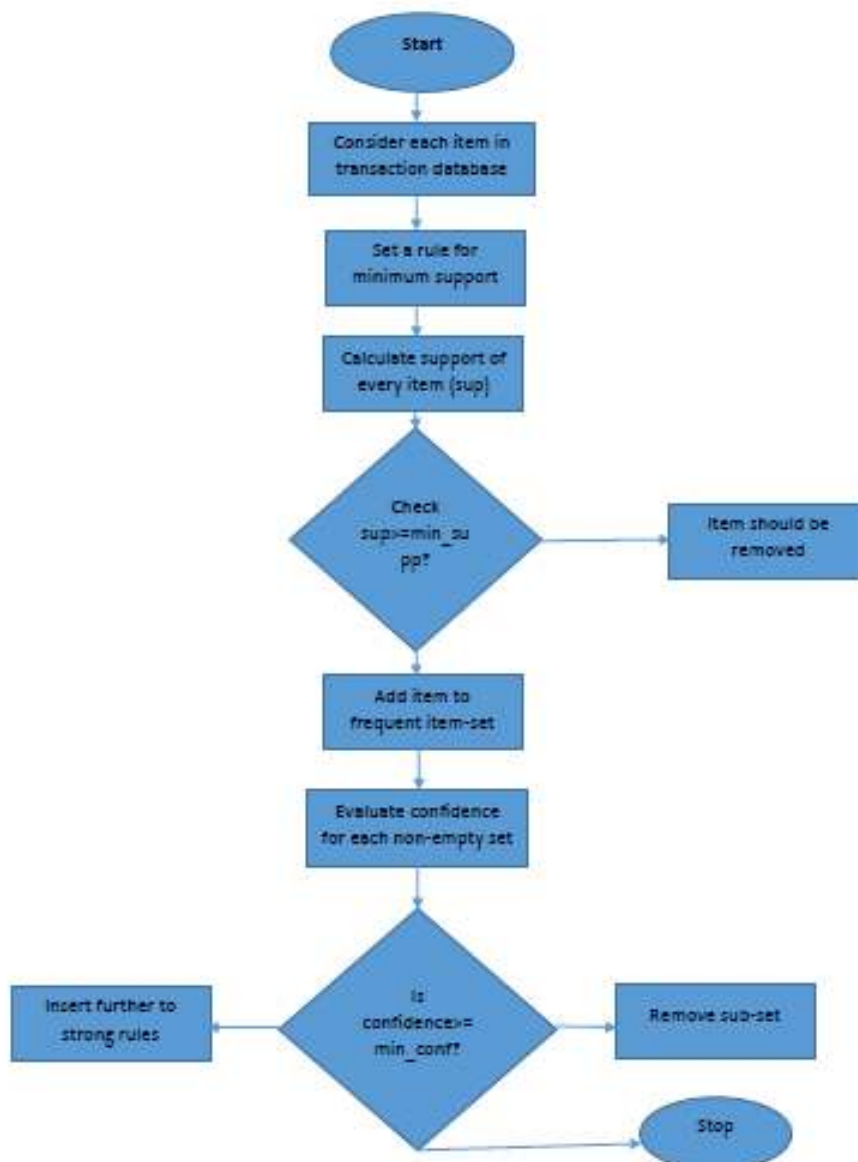 Start
Consider each item in
transaction database
Set a rule for
minimum support
Calculate support of
every item (sup)
Check
sup>=min_su
pp?
Item should be
removed
Add item to
frequent item-set
Evaluate confidence
for each non-empty set
Is
confidence>=
min_conf?
Insert further to
strong rules
Remove sub-set
Stop